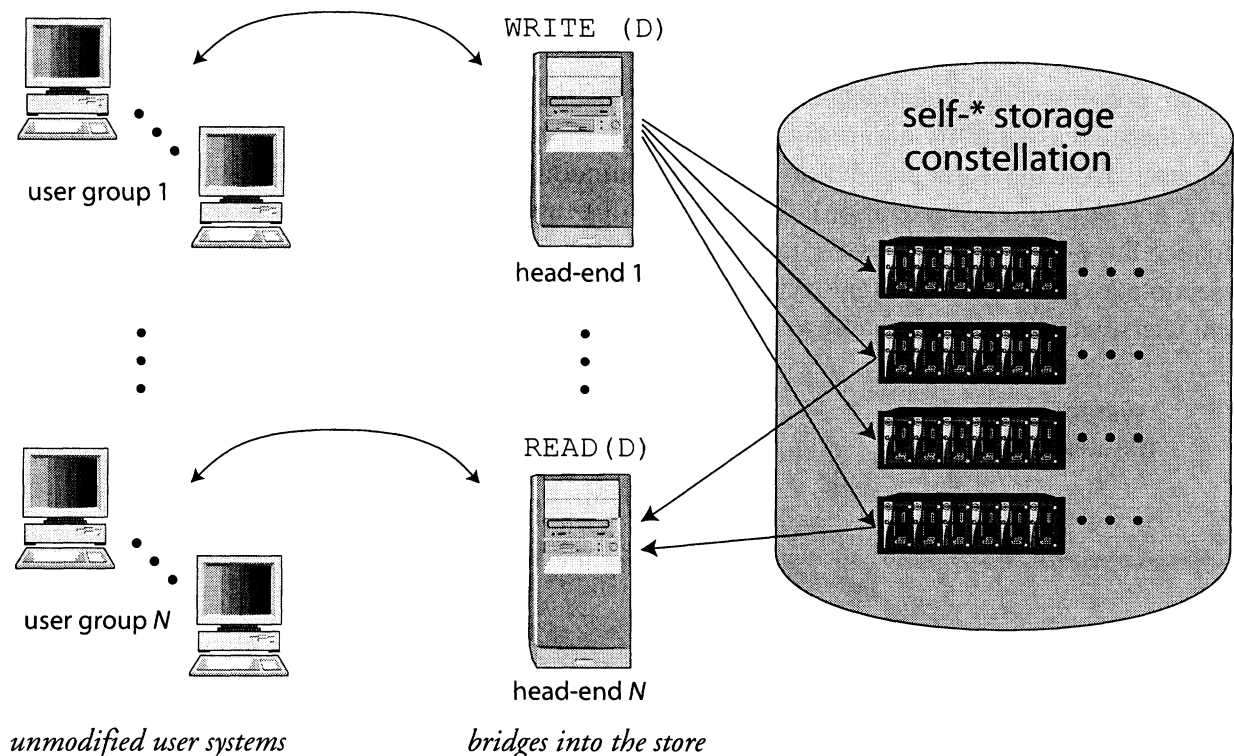 WRITE (D)
self-* storage
constellation
user group 1
head-end 1
READ(D)
user group N
head-end N
unmodified user systems
bridges into the store